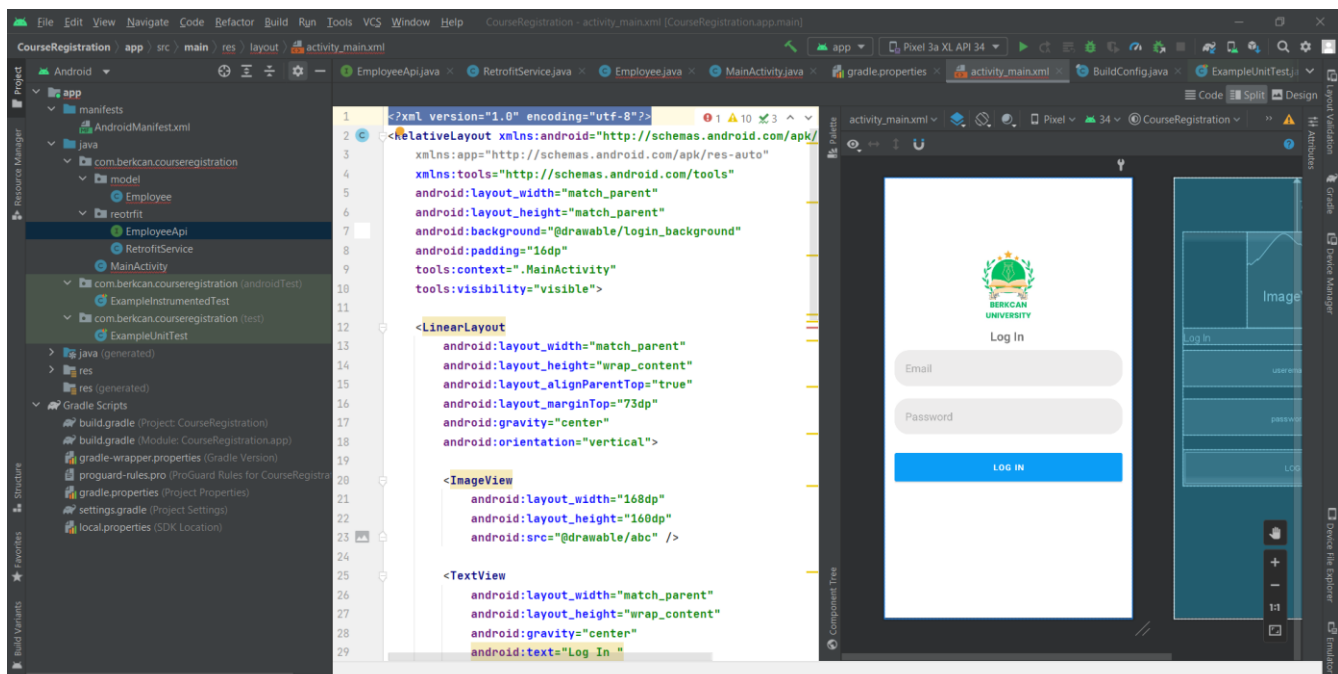 File Edit View Navigate Code Refactor Build Run Tools VCS Window Help CourseRegistration - activity_main.xml [CourseRegistration.app.main]
CourseRegistration app src main res layout activity_main.xml
app Pixel 3a XL API 34
Android
EmployeeApi.java RetrofitService.java Employee.java MainActivity.java gradle.properties activity_main.xml BuildConfig.java ExampleUnitTest.j
Code Split Design
Project
Resource Manager
Structure
Favorites
Build Variants
app
manifests
AndroidManifest.xml
java
com.berkcan.courseregistration
model
Employee
reotrfit
EmployeeApi
RetrofitService
MainActivity
com.berkcan.courseregistration (androidTest)
ExampleInstrumentedTest
com.berkcan.courseregistration (test)
ExampleUnitTest
java (generated)
res
res (generated)
Gradle Scripts
build.gradle (Project: CourseRegistration)
build.gradle (Module: CourseRegistration.app)
gradle-wrapper.properties (Gradle Version)
proguard-rules.pro (ProGuard Rules for CourseRegistra
gradle.properties (Project Properties)
settings.gradle (Project Settings)
local.properties (SDK Location)
1 <?xml version="1.0" encoding="utf-8"?> 1 10 3
2 <RelativeLayout xmlns:android="http://schemas.android.com/apk/
3 xmlns:app="http://schemas.android.com/apk/res-auto"
4 xmlns:tools="http://schemas.android.com/tools"
5 android:layout_width="match_parent"
6 android:layout_height="match_parent"
7 android:background="@drawable/login_background"
8 android:padding="16dp"
9 tools:context=".MainActivity"
10 tools:visibility="visible">
11
12 <LinearLayout
13 android:layout_width="match_parent"
14 android:layout_height="wrap_content"
15 android:layout_alignParentTop="true"
16 android:layout_marginTop="73dp"
17 android:gravity="center"
18 android:orientation="vertical">
19
20 <ImageView
21 android:layout_width="168dp"
22 android:layout_height="160dp"
23 android:src="@drawable/abc" />
24
25 <TextView
26 android:layout_width="match_parent"
27 android:layout_height="wrap_content"
28 android:gravity="center"
29 android:text="Log In "
Palette
Component Tree
activity_main.xml Pixel 34 CourseRegistration
BERKCAN
UNIVERSITY
Log In
Email
Password
LOG IN
Image
Log In
userena
passwor
LOG
1:1
Attributes
Layout Validation
Gradle
Device Manager
Device File Explorer
Emulator